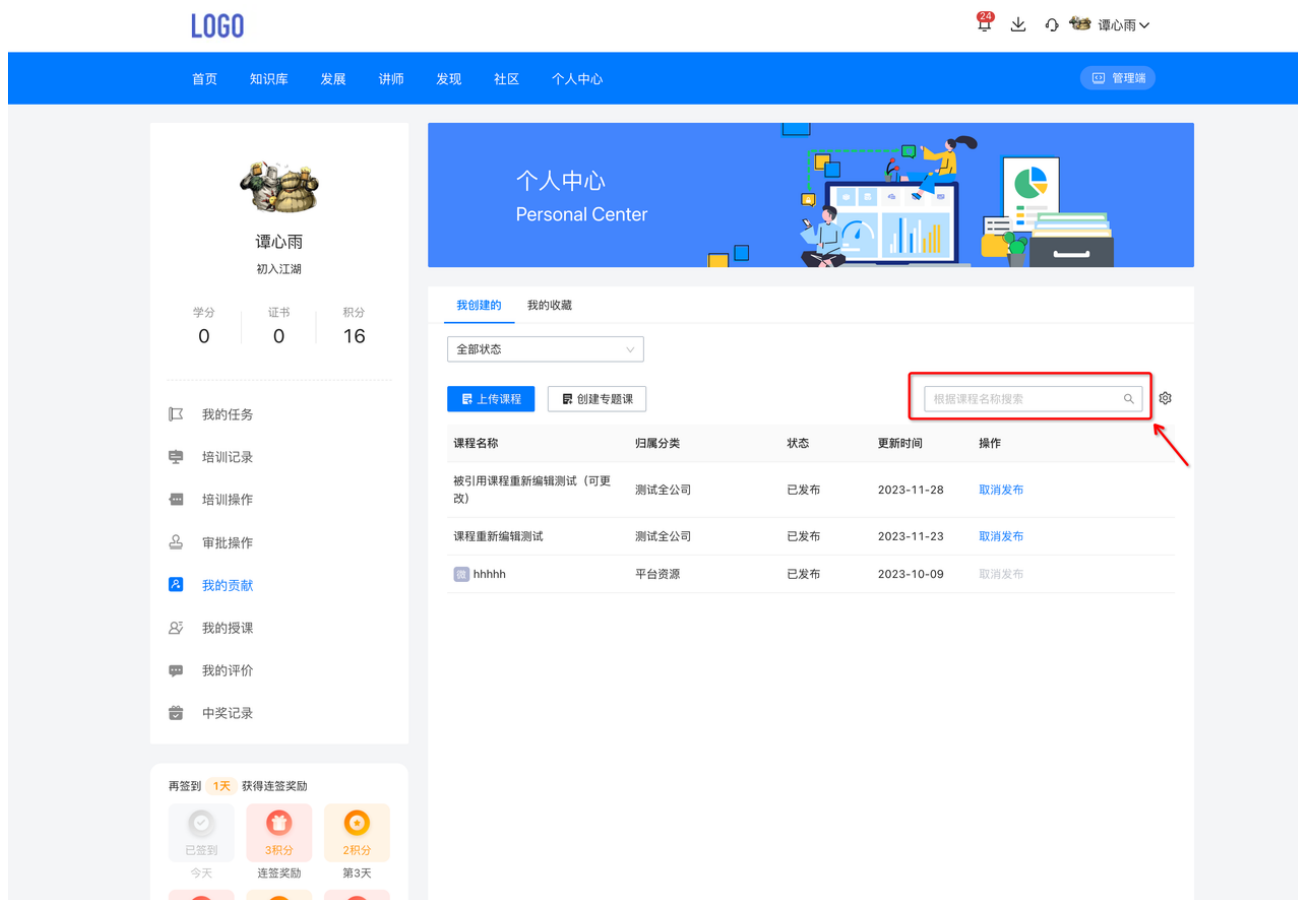 LOGO
24
谭心雨
首页 知识库 发展 讲师 发现 社区 个人中心 管理端
谭心雨
初入江湖
学分 证书 积分
0 0 16
我的任务
培训记录
培训操作
审批操作
我的贡献
我的授课
我的评价
中奖记录
再签到 1天 获得连签奖励
已签到 3积分 2积分
今天 连签奖励 第3天
个人中心
Personal Center
我创建的 我的收藏
全部状态
上传课程 创建专题课 根据课程名称搜索
课程名称 归属分类 状态 更新时间 操作
被引用课程重新编辑测试（可更
改） 测试全公司 已发布 2023-11-28 取消发布
课程重新编辑测试 测试全公司 已发布 2023-11-23 取消发布
微 hhhhh 平台资源 已发布 2023-10-09 取消发布